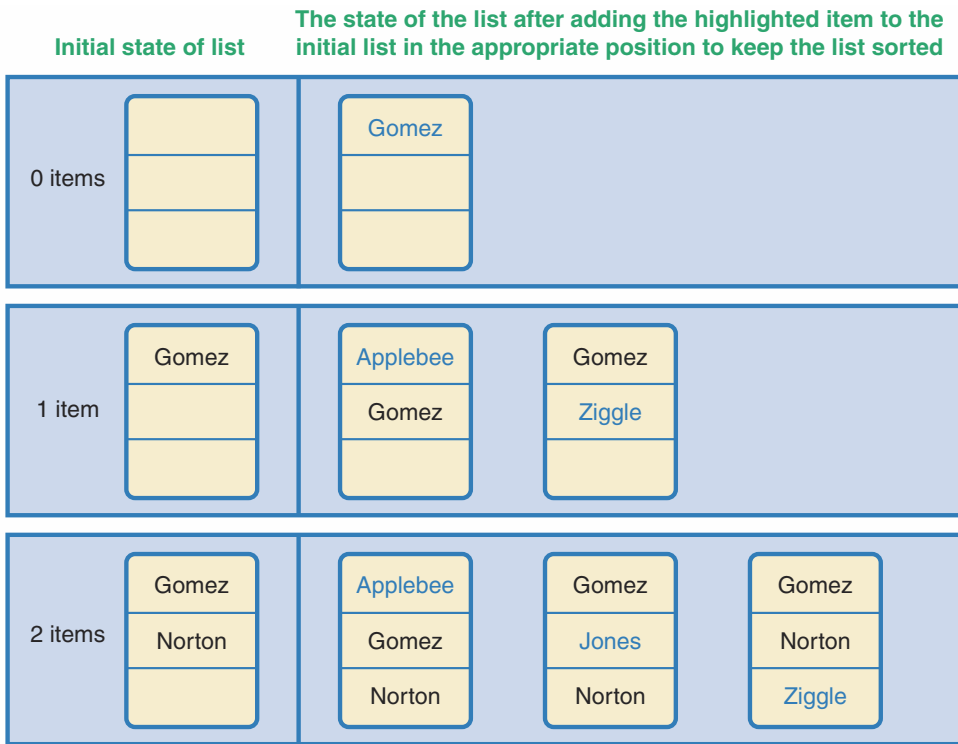 Initial state of list
The state of the list after adding the highlighted item to the
initial list in the appropriate position to keep the list sorted
0 items
Gomez
1 item
Gomez
Applebee
Gomez
Gomez
Ziggle
2 items
Gomez
Norton
Applebee
Gomez
Norton
Gomez
Jones
Norton
Gomez
Norton
Ziggle